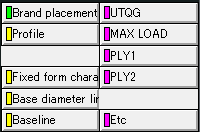 Brand placement
UTQG
Profile
MAX LOAD
PLY1
Fixed form chara
PLY2
Base diameter lin
Baseline
Etc